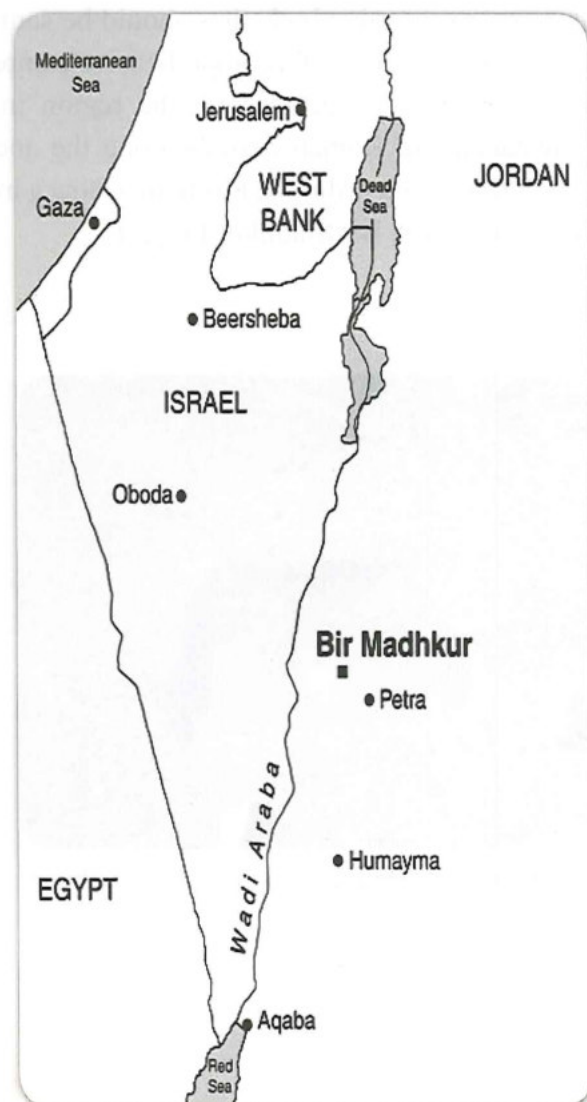 Mediterranean
Sea
Jerusalem
WEST
BANK
Dead
Sea
JORDAN
Gaza
Beersheba
ISRAEL
Oboda
Bir Madhkur
Petra
Wadi Araba
Humayma
EGYPT
Aqaba
Red
Sea